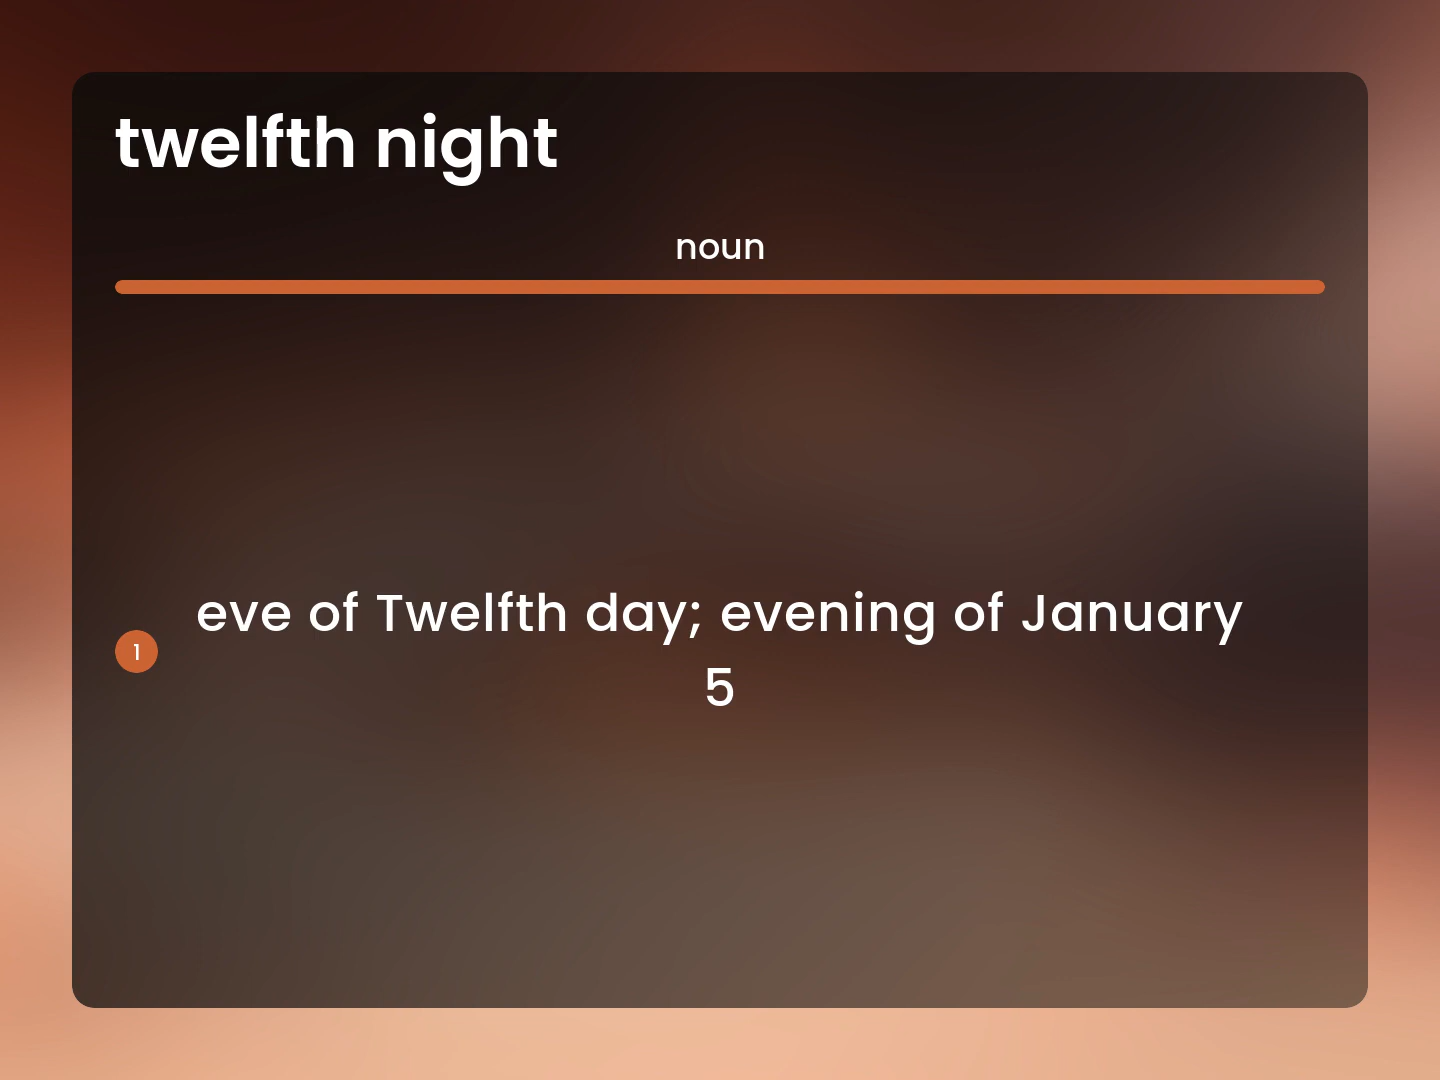 twelfth night
noun
eve of Twelfth day; evening of January
1
5